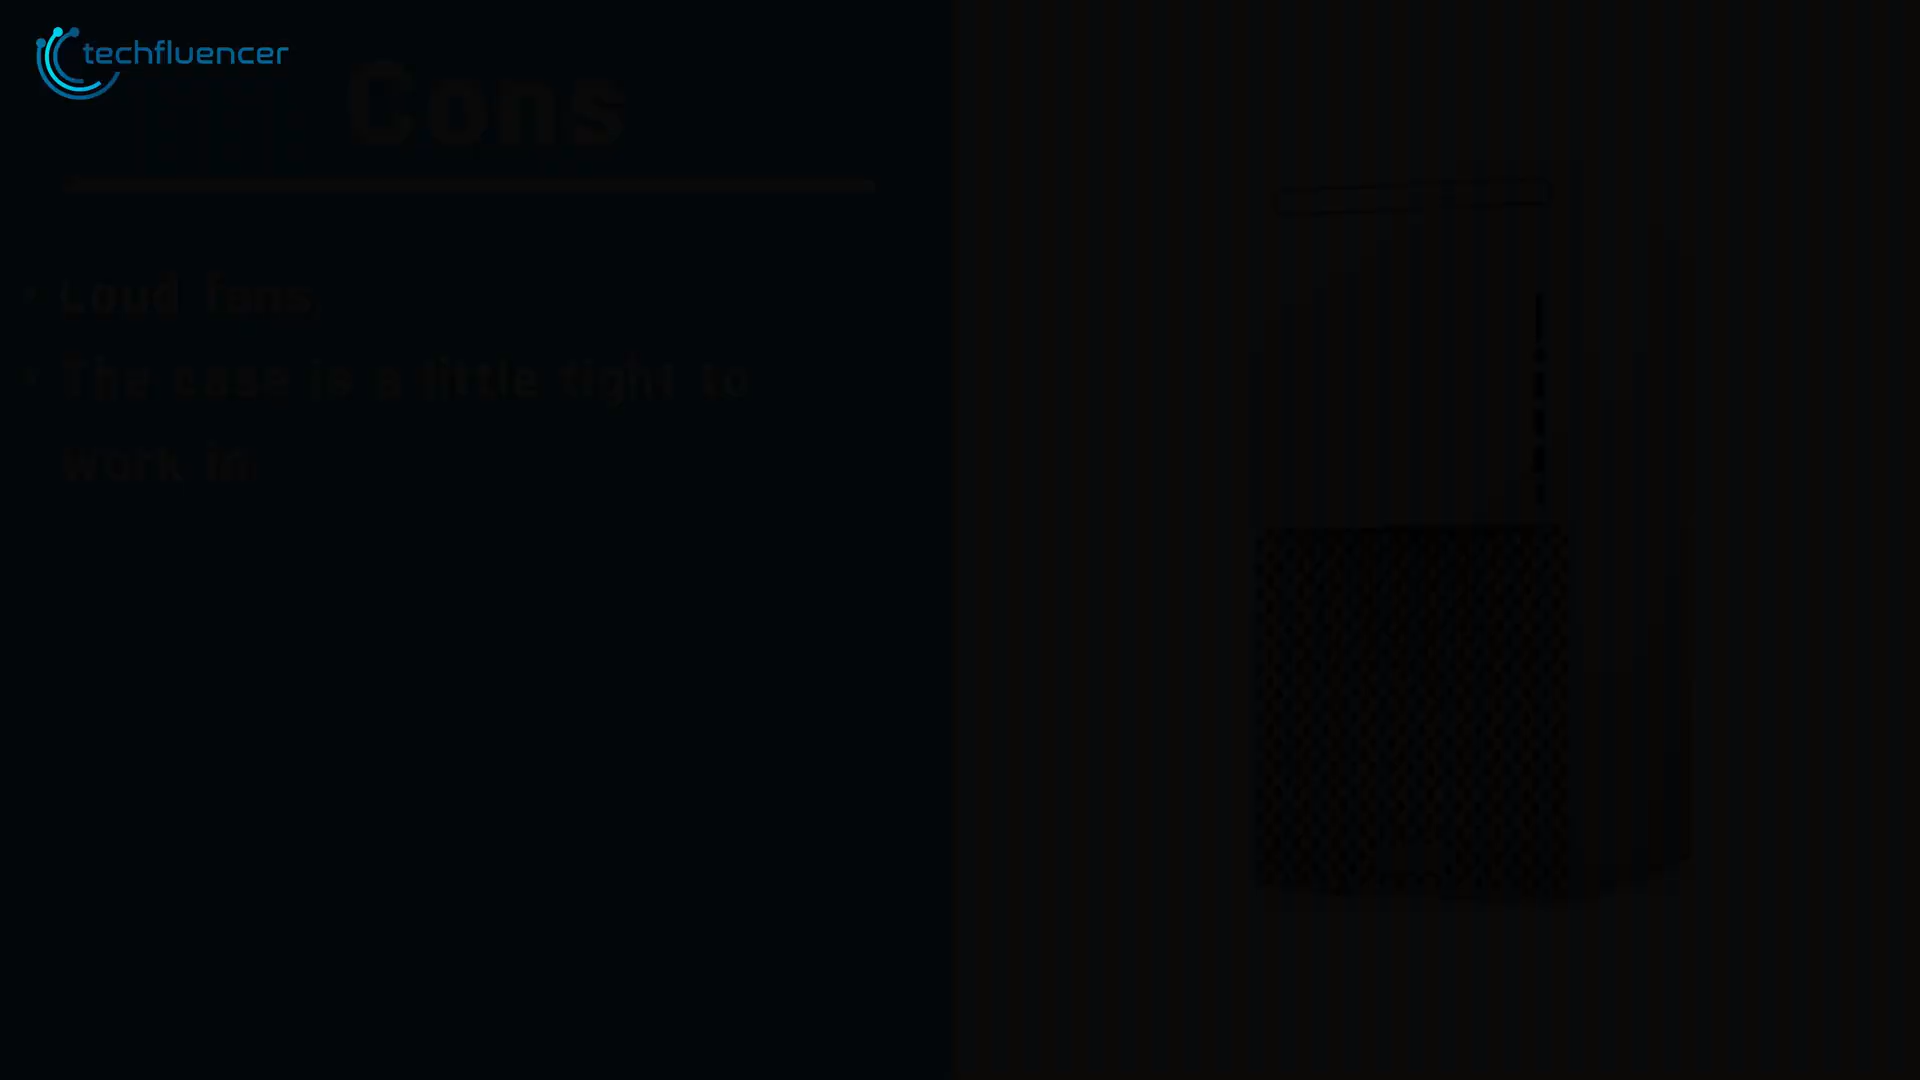 techfluencer
Cons
• Loud fans.
• The case is a little tight to
work in